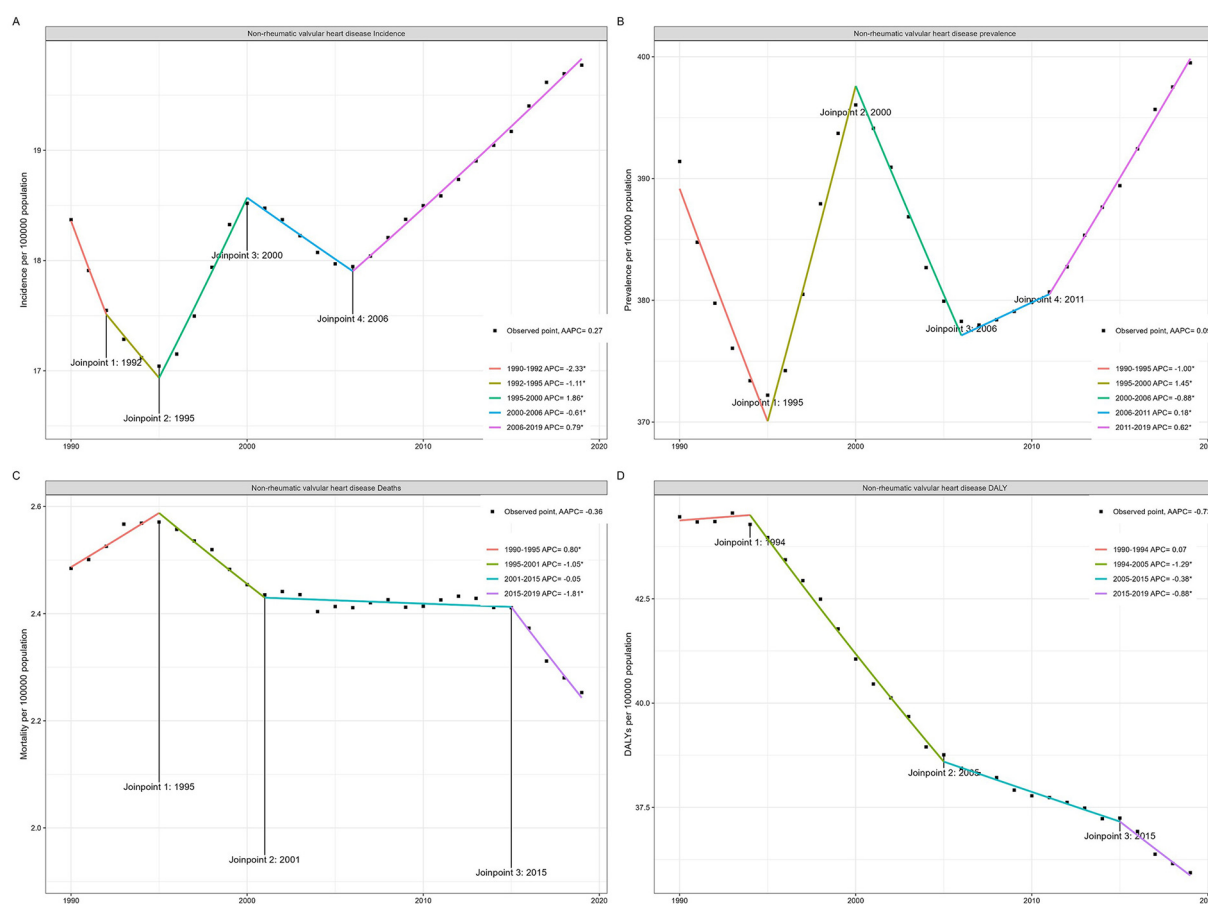 A
Non-rheumatic valvular heart disease Incidence
Incidence per 100000 population
19
18
17
1990
2000
2010
2020
Joinpoint 1: 1992
Joinpoint 2: 1995
Joinpoint 3: 2000
Joinpoint 4: 2006
Observed point, AAPC= 0.27
1990-1992 APC= -2.33*
1992-1995 APC= -1.11*
1995-2000 APC= 1.86*
2000-2006 APC= -0.61*
2006-2019 APC= 0.79*
B
Non-rheumatic valvular heart disease prevalence
Prevalence per 100000 population
400
390
380
370
1990
2000
2010
Joinpoint 2: 2000
Joinpoint 4: 2011
Joinpoint 3: 2006
Joinpoint 1: 1995
Observed point, AAPC= 0.09
1990-1995 APC= -1.00*
1995-2000 APC= 1.45*
2000-2006 APC= -0.88*
2006-2011 APC= 0.18*
2011-2019 APC= 0.62*
C
Non-rheumatic valvular heart disease Deaths
Mortality per 100000 population
2.6
2.4
2.2
2.0
1990
2000
2010
2020
Joinpoint 1: 1995
Joinpoint 2: 2001
Joinpoint 3: 2015
Observed point, AAPC= -0.36
1990-1995 APC= 0.80*
1995-2001 APC= -1.05*
2001-2015 APC= -0.05
2015-2019 APC= -1.81*
D
Non-rheumatic valvular heart disease DALY
DALYs per 100000 population
42.5
40.0
37.5
1990
2000
2010
Joinpoint 1: 1994
Joinpoint 2: 2005
Joinpoint 3: 2015
Observed point, AAPC=
1990-1994 APC= 0.07
1994-2005 APC= -1.29*
2005-2015 APC= -0.38*
2015-2019 APC= -0.88*